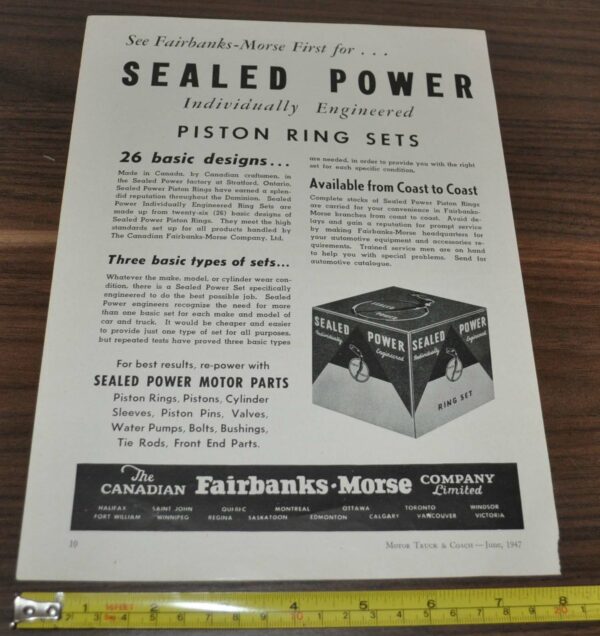 See Fairbanks-Morse First for . . .
SEALED POWER
Individually Engineered
PISTON RING SETS
26 basic designs...
Made in Canada, by Canadian craftsmen, in
the Sealed Power factory at Stratford, Ontario,
Sealed Power Piston Rings have earned a splen-
did reputation throughout the Dominion. Sealed
Power Individually Engineered Ring Sets are
made up from twenty-six (26) basic designs of
Sealed Power Piston Rings. They meet the high
standards set up for all products handled by
The Canadian Fairbanks-Morse Company, Ltd.
Three basic types of sets...
Whatever the make, model, or cylinder wear con-
dition, there is a Sealed Power Set specifically
engineered to do the best possible job. Sealed
Power engineers recognize the need for more
than one basic set for each make and model of
car and truck. It would be cheaper and easier
to provide just one type of set for all purposes,
but repeated tests have proved three basic types
are needed, in order to provide you with the right
set for each specific condition.
Available from Coast to Coast
Complete stocks of Sealed Power Piston Rings
are carried for your convenience in Fairbanks-
Morse branches from coast to coast. Avoid de-
lays and gain a reputation for prompt service
by making Fairbanks-Morse headquarters for
your automotive equipment and accessories re-
quirements. Trained service men are on hand
to help you with special problems. Send for
automotive catalogue.
For best results, re-power with
SEALED POWER MOTOR PARTS
Piston Rings, Pistons, Cylinder
Sleeves, Piston Pins, Valves,
Water Pumps, Bolts, Bushings,
Tie Rods, Front End Parts.
SEALED POWER
Individually Engineered
SEALED POWER
Individually Engineered
RING SET
The CANADIAN Fairbanks-Morse COMPANY Limited
HALIFAX SAINT JOHN QUEBEC MONTREAL OTTAWA TORONTO WINDSOR
FORT WILLIAM WINNIPEG REGINA SASKATOON EDMONTON CALGARY VANCOUVER VICTORIA
10
MOTOR TRUCK & COACH—June, 1947
1 2 3 4 5 6 7 8